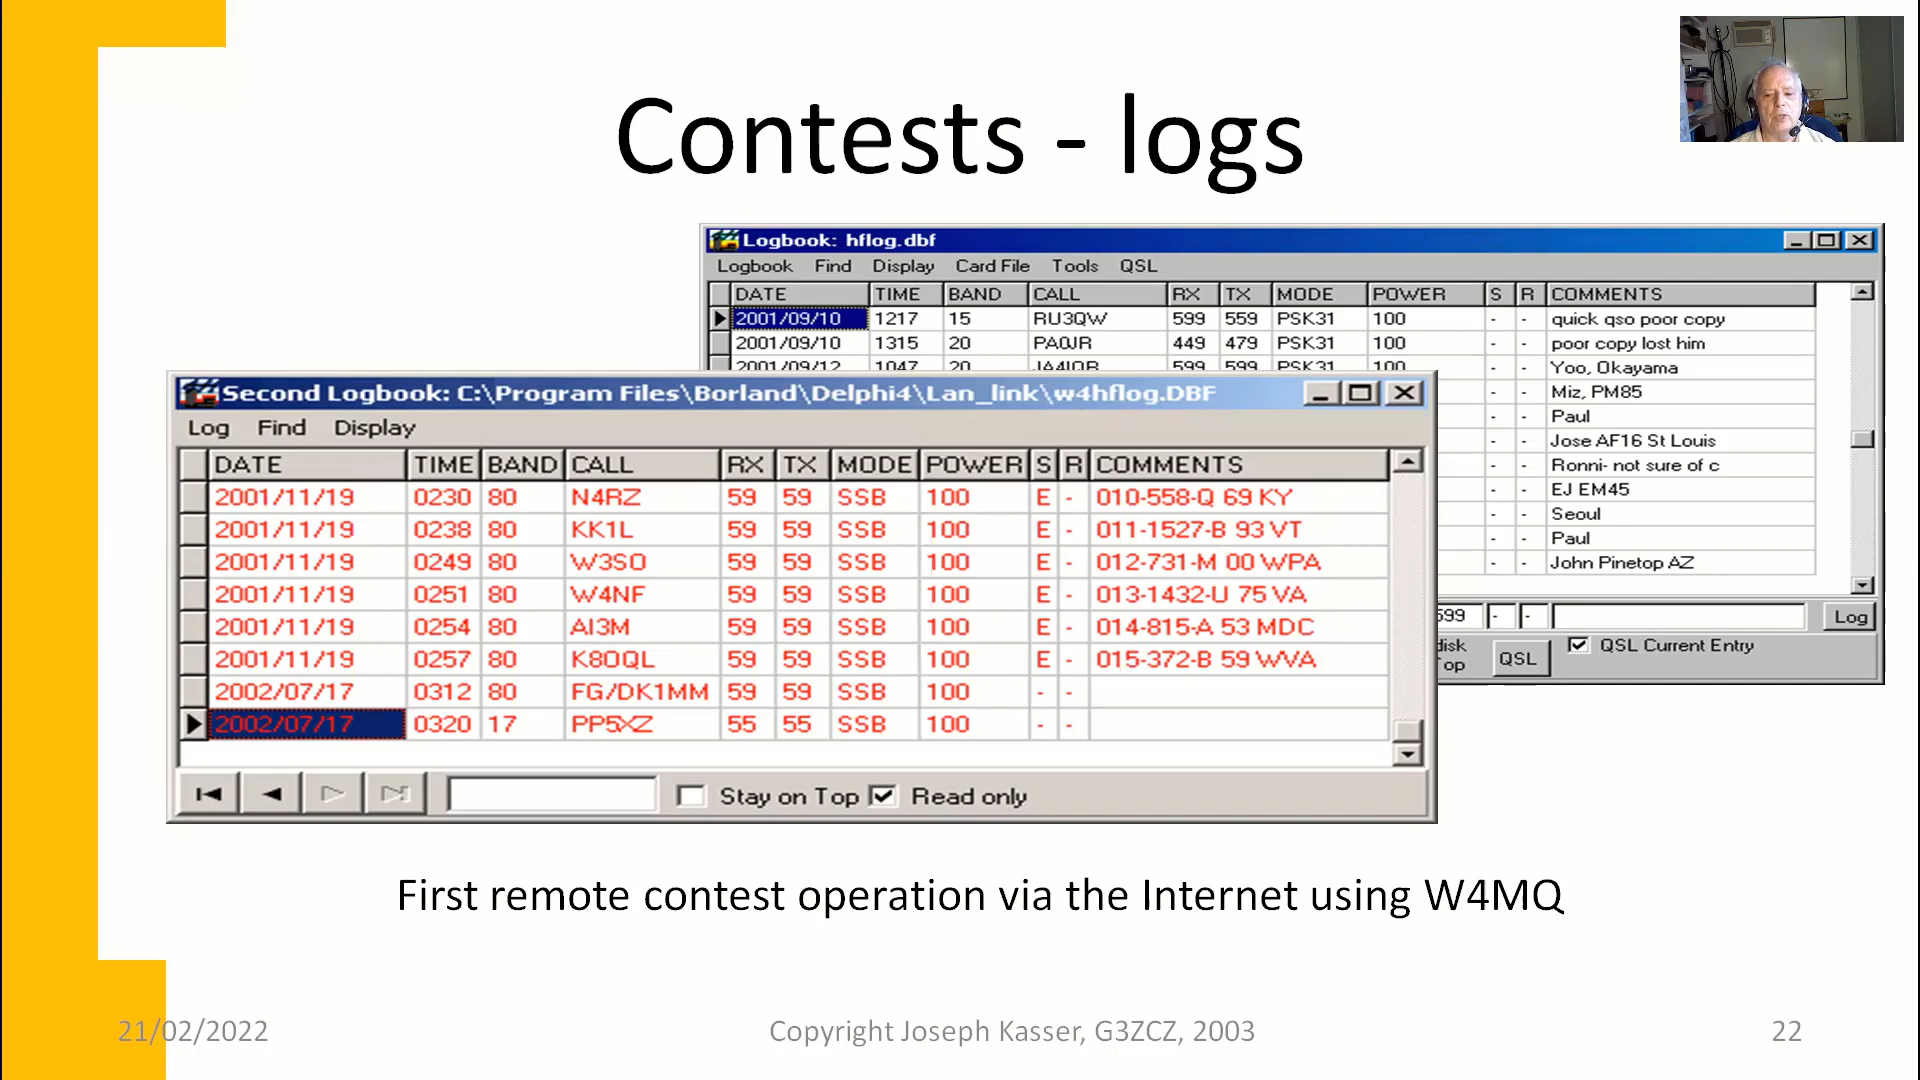 Contests - logs
Logbook: hflog.dbf
Logbook Find Display Card File Tools QSL
DATE TIME BAND CALL RX TX MODE POWER S R COMMENTS
2001/09/10 1217 15 RU3QW 599 559 PSK31 100 - - quick qso poor copy
2001/09/10 1315 20 PA0JR 449 479 PSK31 100 - - poor copy lost him
2001/09/12 1047 20 599 599 PSK31 100 - - Yoo, Okayama
- - Miz, PM85
- - Paul
- - Jose AF16 St Louis
- - Ronni- not sure of c
- - EJ EM45
- - Seoul
- - Paul
- - John Pinetop AZ
599 - - Log
QSL QSL Current Entry
Second Logbook: C:\Program Files\Borland\Delphi4\Lan_link\w4hflog.DBF
Log Find Display
DATE TIME BAND CALL RX TX MODE POWER S R COMMENTS
2001/11/19 0230 80 N4RZ 59 59 SSB 100 E - 010-558-Q 69 KY
2001/11/19 0238 80 KK1L 59 59 SSB 100 E - 011-1527-B 93 VT
2001/11/19 0249 80 W3SO 59 59 SSB 100 E - 012-731-M 00 WPA
2001/11/19 0251 80 W4NF 59 59 SSB 100 E - 013-1432-U 75 VA
2001/11/19 0254 80 AI3M 59 59 SSB 100 E - 014-815-A 53 MDC
2001/11/19 0257 80 K8OQL 59 59 SSB 100 E - 015-372-B 59 WVA
2002/07/17 0312 80 FG/DK1MM 59 59 SSB 100 - -
2002/07/17 0320 17 PP5XZ 55 55 SSB 100 - -
Stay on Top Read only
First remote contest operation via the Internet using W4MQ
21/02/2022 Copyright Joseph Kasser, G3ZCZ, 2003 22